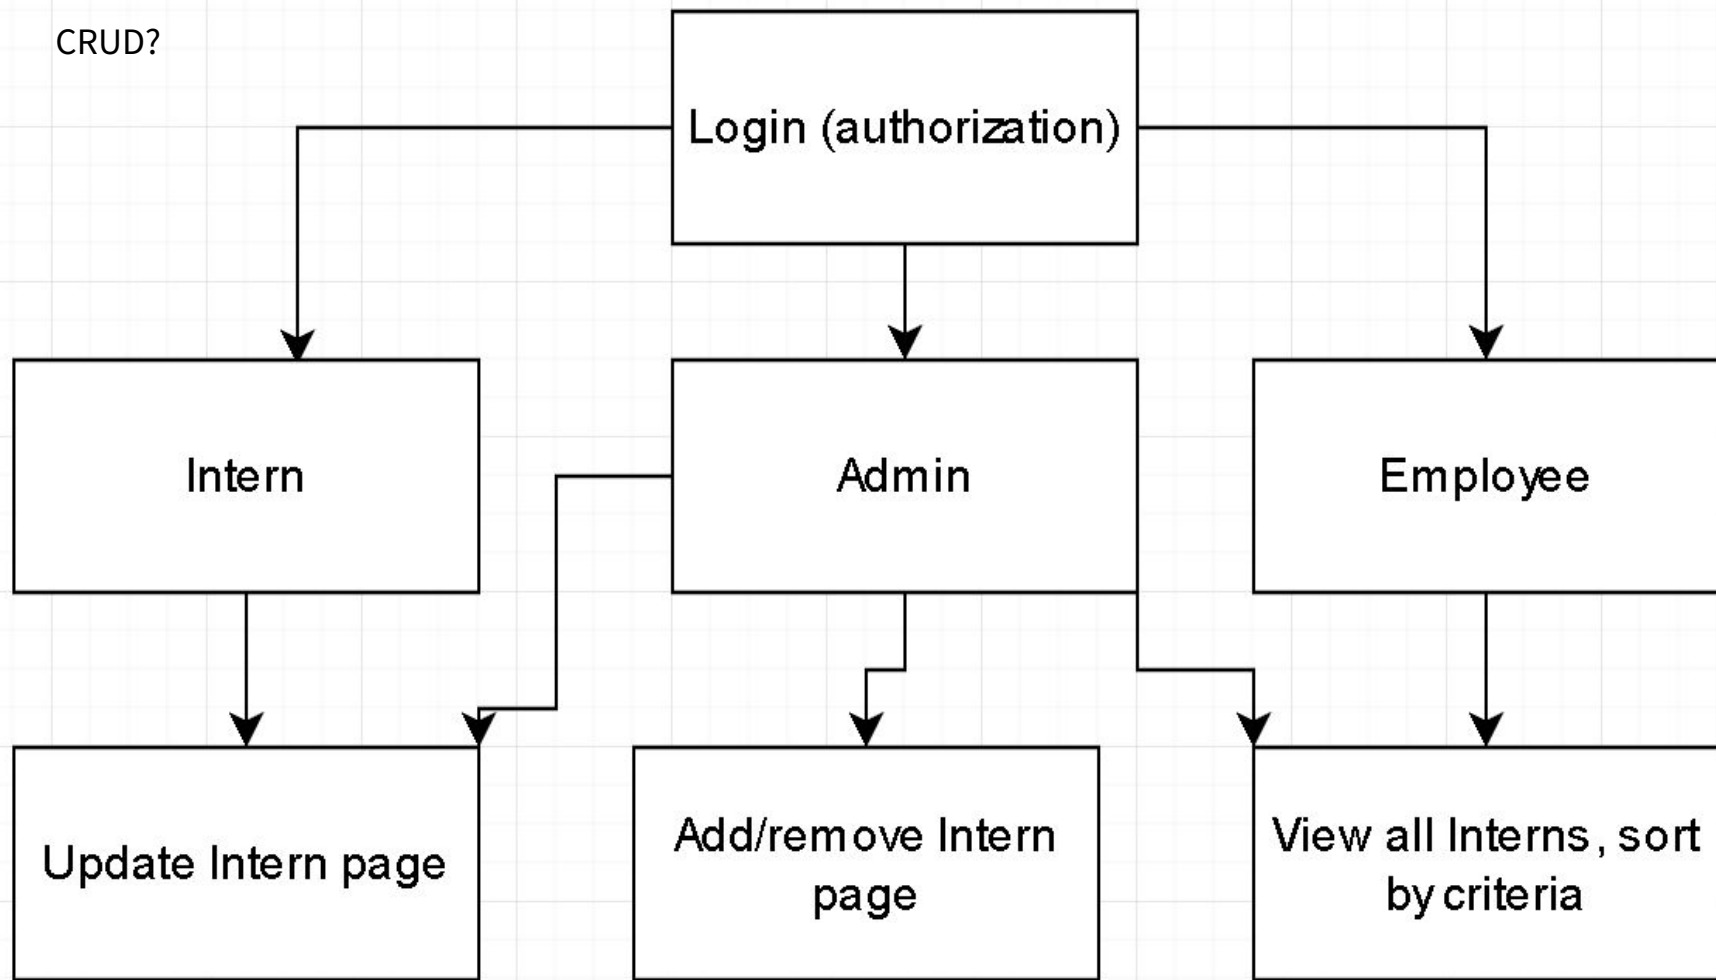 CRUD?
Login (authorization)
Intern
Admin
Employee
Update Intern page
Add/remove Intern
page
View all Interns, sort
by criteria